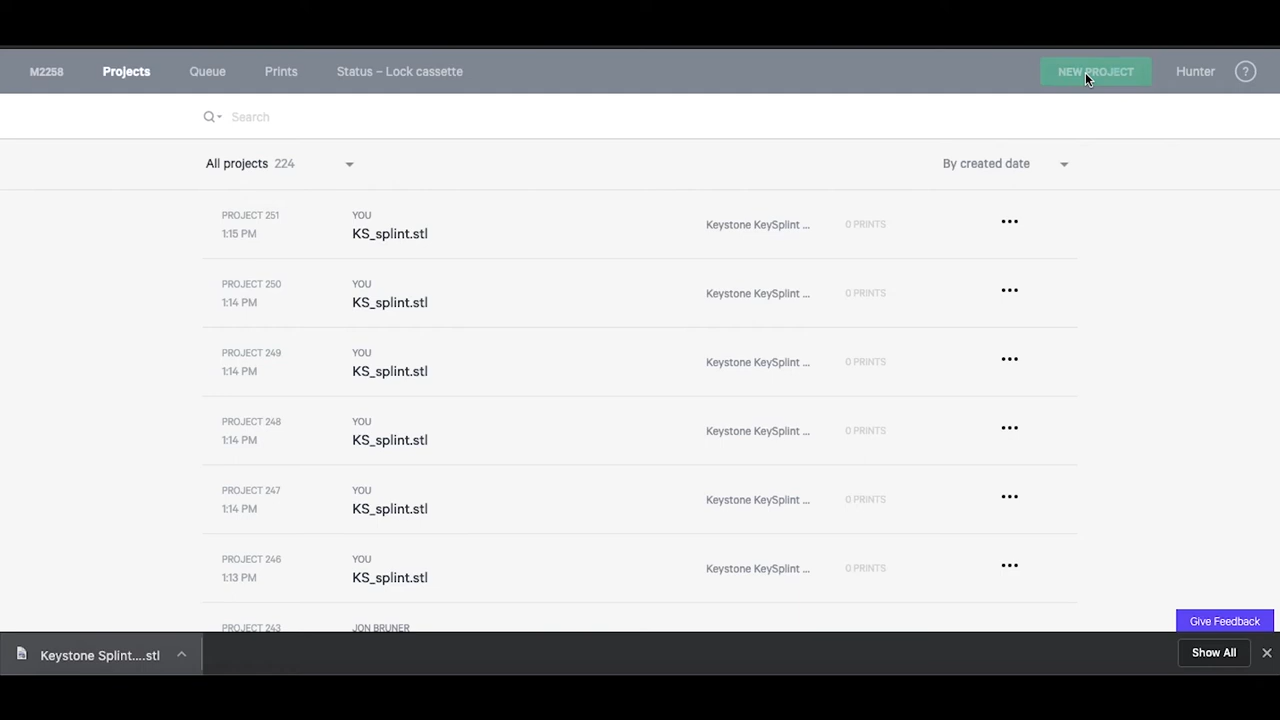 M2258 Projects Queue Prints Status – Lock cassette NEW PROJECT Hunter ?
Search
All projects 224 By created date
PROJECT 251 YOU
1:15 PM KS_splint.stl Keystone KeySplint ... 0 PRINTS
PROJECT 250 YOU
1:14 PM KS_splint.stl Keystone KeySplint ... 0 PRINTS
PROJECT 249 YOU
1:14 PM KS_splint.stl Keystone KeySplint ... 0 PRINTS
PROJECT 248 YOU
1:14 PM KS_splint.stl Keystone KeySplint ... 0 PRINTS
PROJECT 247 YOU
1:14 PM KS_splint.stl Keystone KeySplint ... 0 PRINTS
PROJECT 246 YOU
1:13 PM KS_splint.stl Keystone KeySplint ... 0 PRINTS
PROJECT 243 JON BRUNER
Give Feedback
Keystone Splint....stl Show All